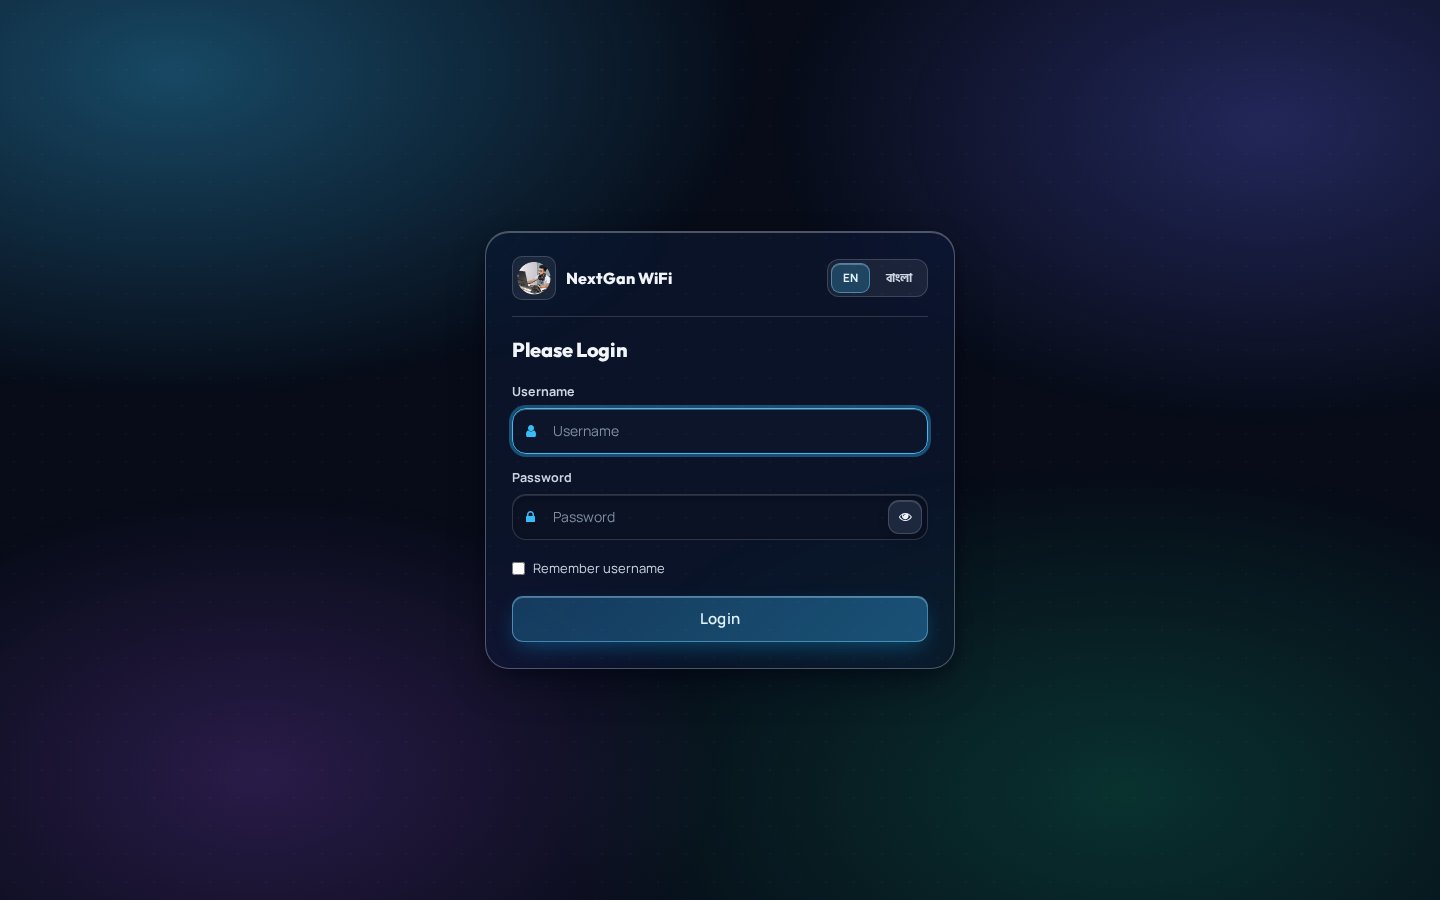 NextGan WiFi
EN বাংলা
Please Login
Username
Username
Password
Password
Remember username
Login